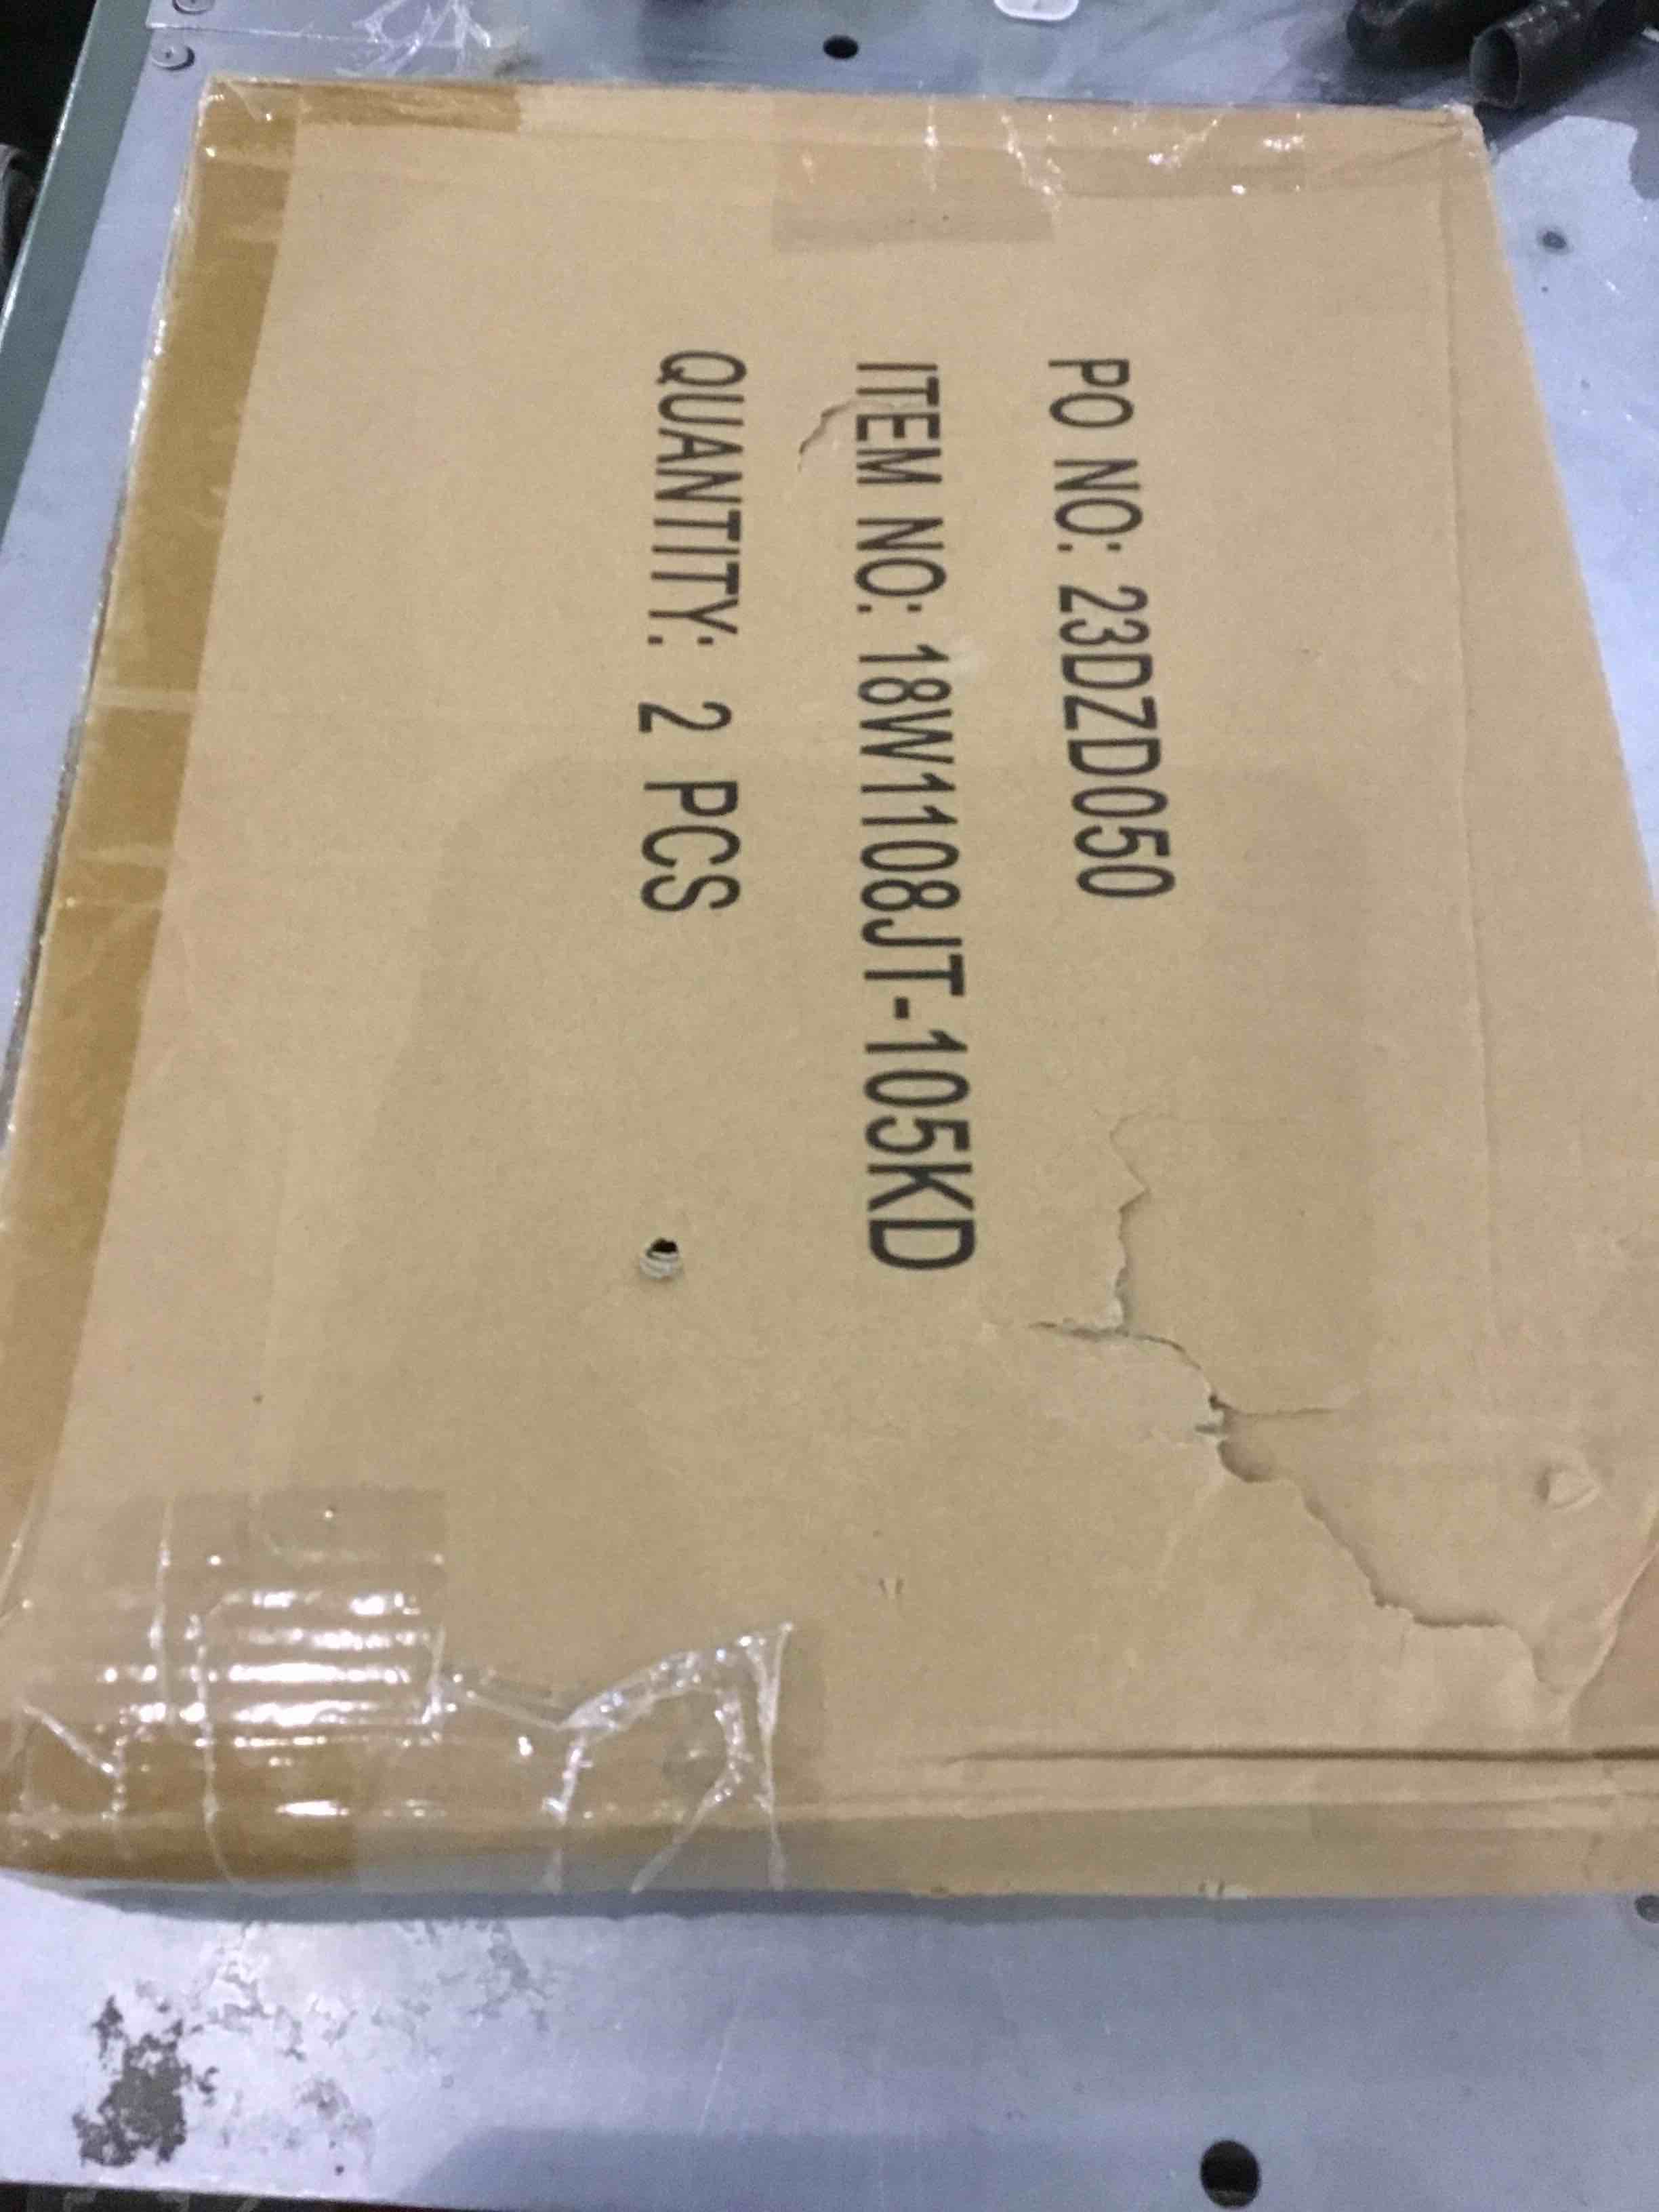 PO NO: 23DZD050
ITEM NO: 18W1108JT-105KD
QUANTITY: 2 PCS